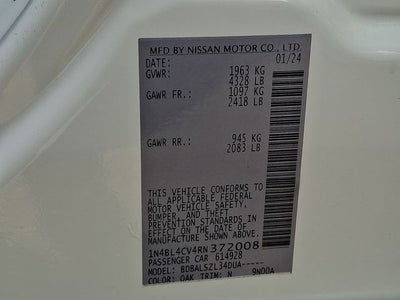 MFD BY NISSAN MOTOR CO., LTD.
DATE: 01/24
GVWR: 1963 KG
4328 LB
GAWR FR.: 1097 KG
2418 LB
GAWR RR.: 945 KG
2083 LB
THIS VEHICLE CONFORMS TO
ALL APPLICABLE FEDERAL
MOTOR VEHICLE SAFETY,
BUMPER, AND THEFT
PREVENTION STANDARDS IN
EFFECT ON THE DATE OF
MANUFACTURE SHOWN ABOVE.
1N4BL4CV4RN372008
PASSENGER CAR 614928
MODEL: BDBALSZL34DUA-----
COLOR: QAK TRIM: N 9N00A